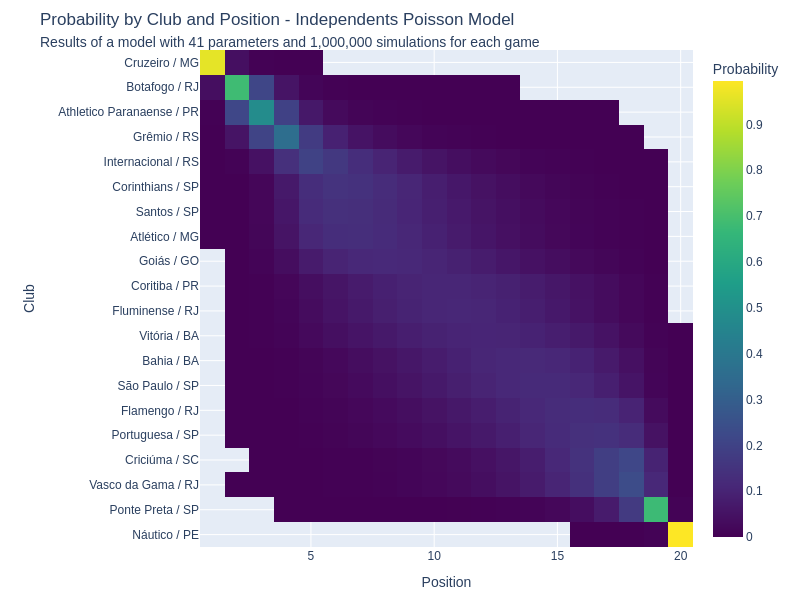 Probability by Club and Position - Independents Poisson Model
Results of a model with 41 parameters and 1,000,000 simulations for each game
Probability
Cruzeiro / MG
Botafogo / RJ
Athletico Paranaense / PR
Grêmio / RS
Internacional / RS
Corinthians / SP
Santos / SP
Atlético / MG
Goiás / GO
Coritiba / PR
Fluminense / RJ
Vitória / BA
Bahia / BA
São Paulo / SP
Flamengo / RJ
Portuguesa / SP
Criciúma / SC
Vasco da Gama / RJ
Ponte Preta / SP
Náutico / PE
Club
5
10
15
20
Position
0.9
0.8
0.7
0.6
0.5
0.4
0.3
0.2
0.1
0